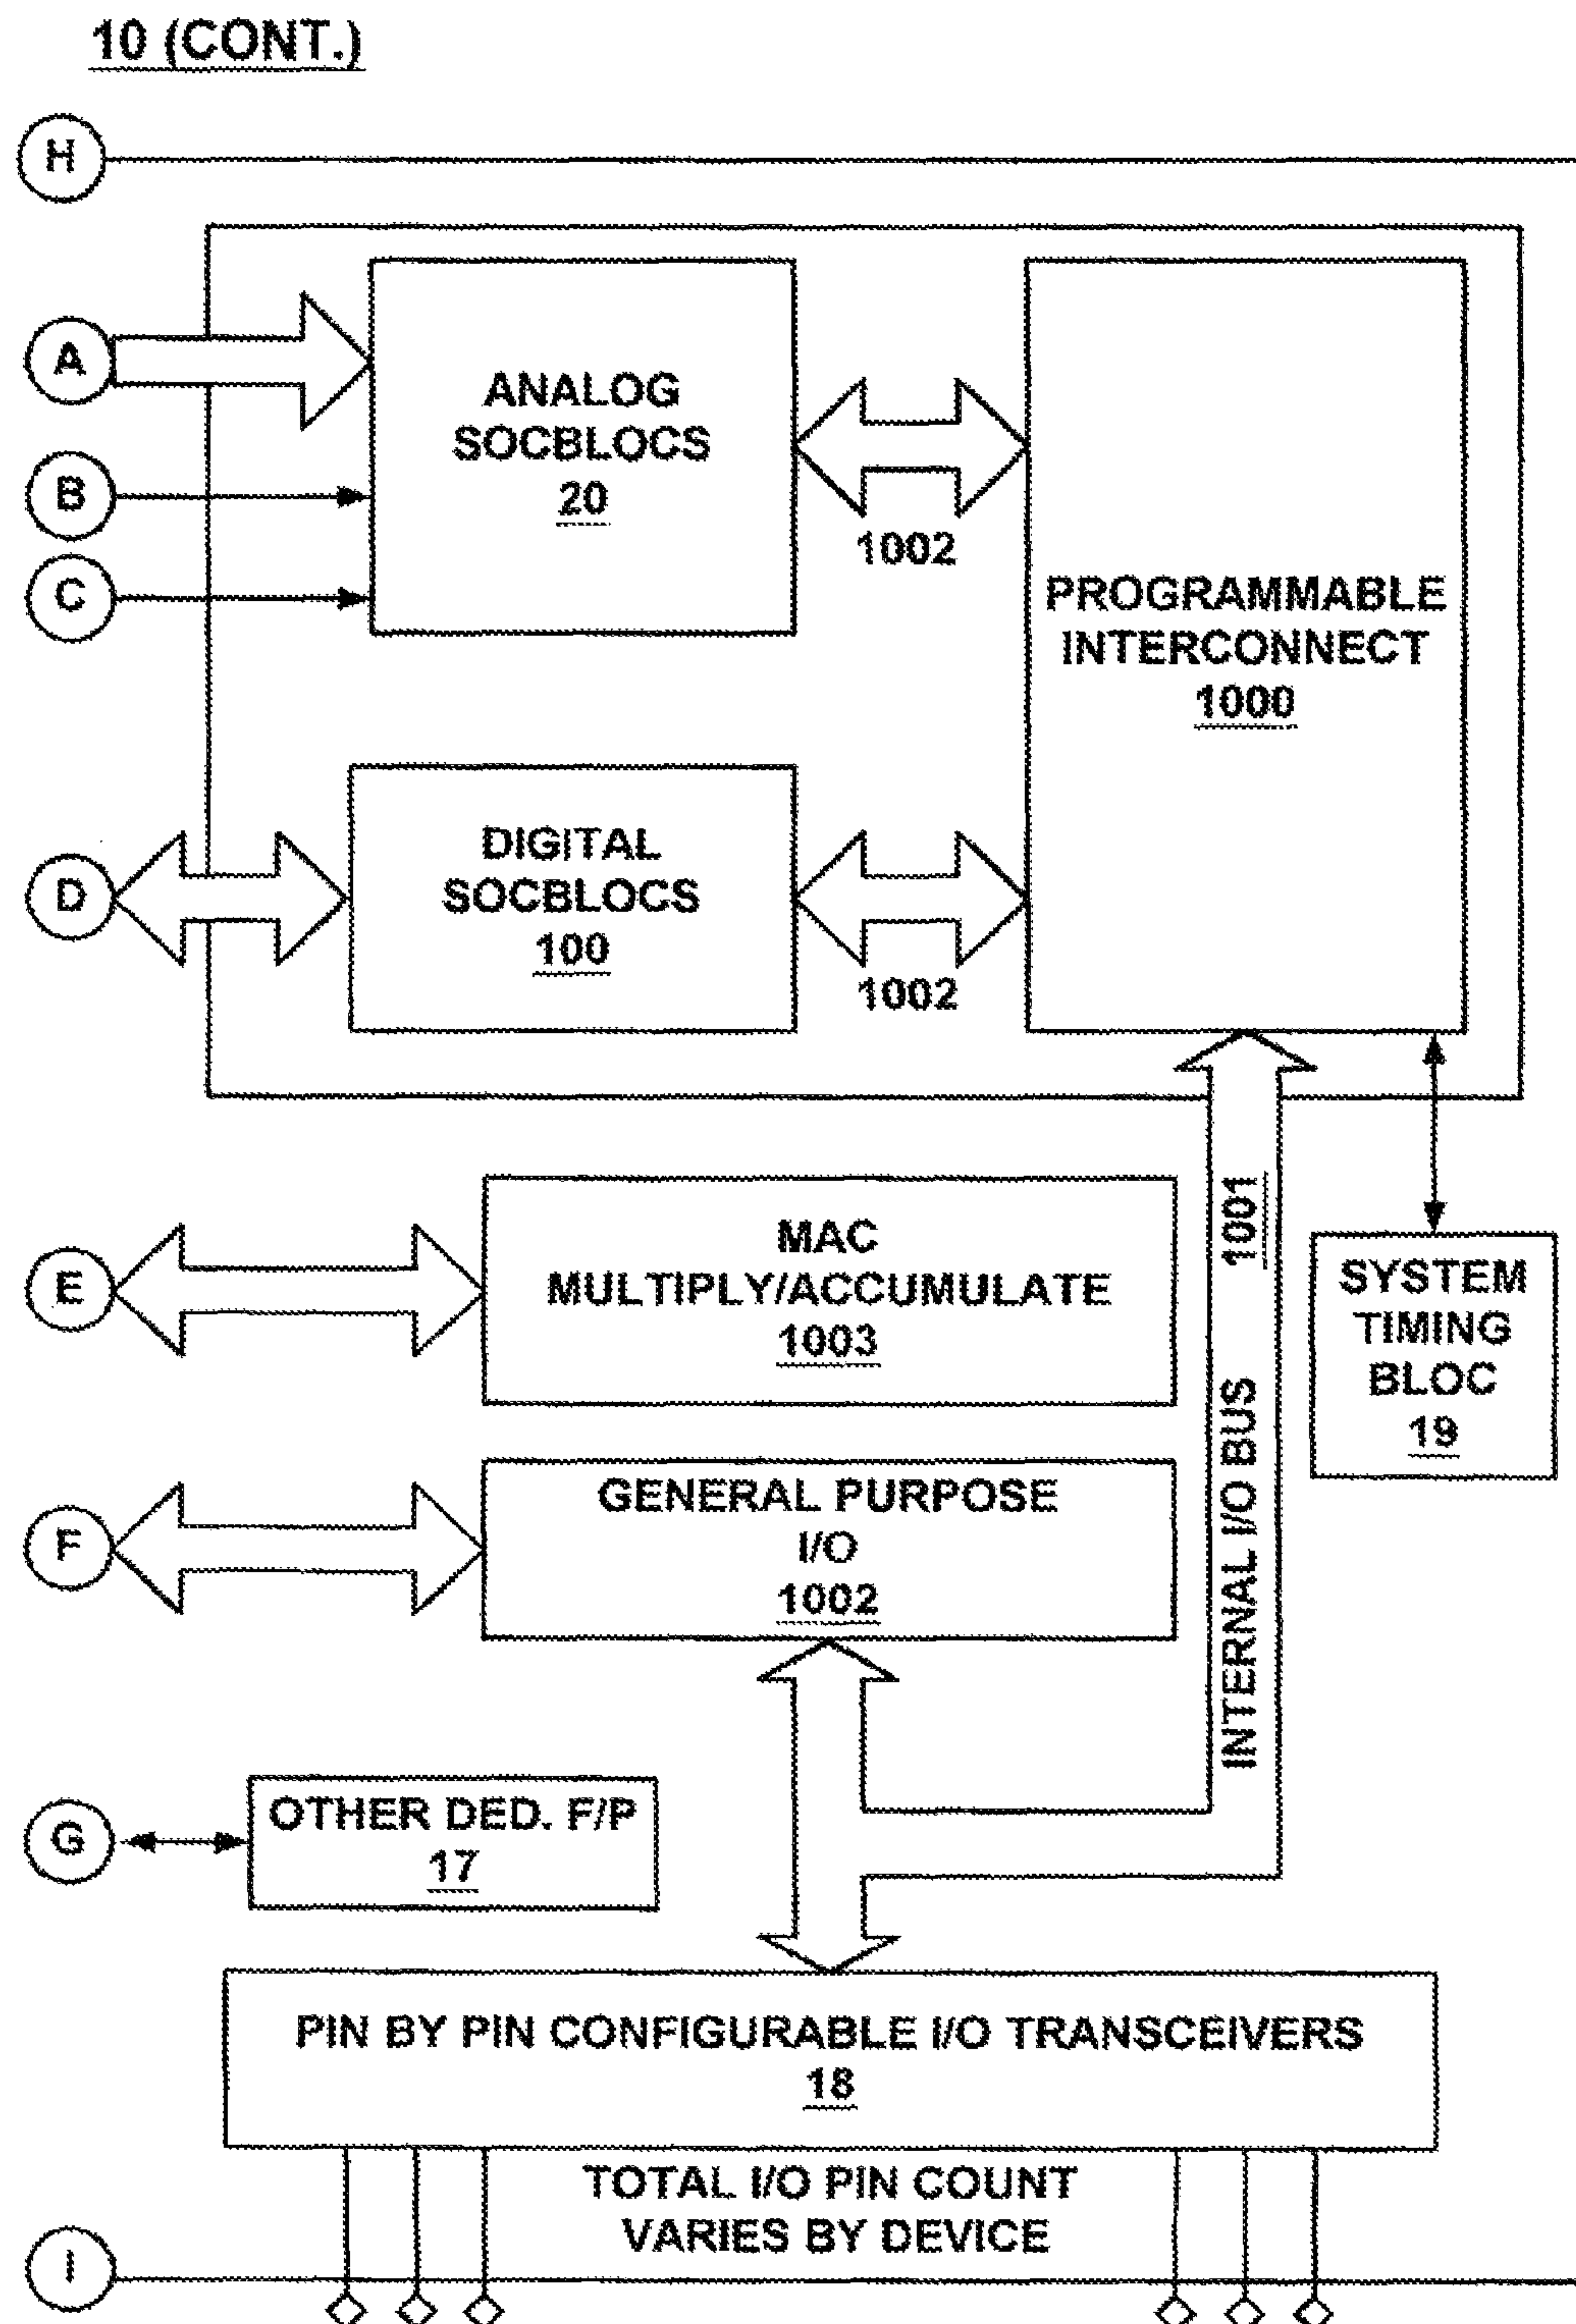 10 (CONT.)
H
A
ANALOG
SOCBLOCS
20
B
C
1002
PROGRAMMABLE
INTERCONNECT
1000
D
DIGITAL
SOCBLOCS
100
1002
E
MAC
MULTIPLY/ACCUMULATE
1003
INTERNAL I/O BUS 1001
SYSTEM
TIMING
BLOC
19
F
GENERAL PURPOSE
I/O
1002
G
OTHER DED. F/P
17
PIN BY PIN CONFIGURABLE I/O TRANSCEIVERS
18
TOTAL I/O PIN COUNT
VARIES BY DEVICE
I